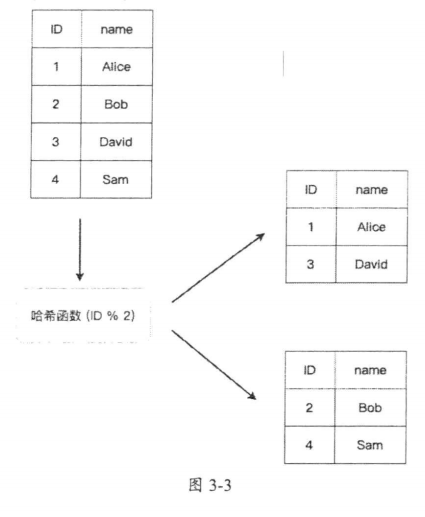 ID name
1 Alice
2 Bob
3 David
4 Sam
哈希函数 (ID % 2)
ID name
1 Alice
3 David
ID name
2 Bob
4 Sam
图 3-3